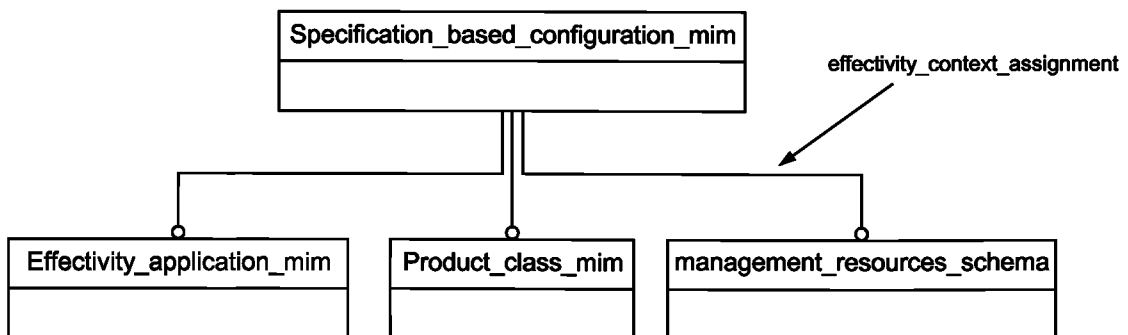 Specification_based_configuration_mim
effectivity_context_assignment
Effectivity_application_mim
Product_class_mim
management_resources_schema